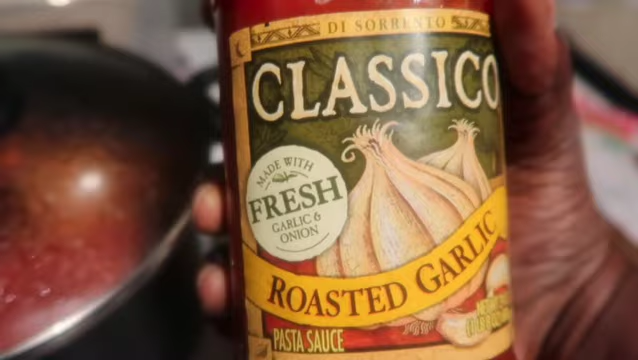 DI SORRENTO
CLASSICO
MADE WITH
FRESH
GARLIC &
ONION
ROASTED GARLIC
PASTA SAUCE